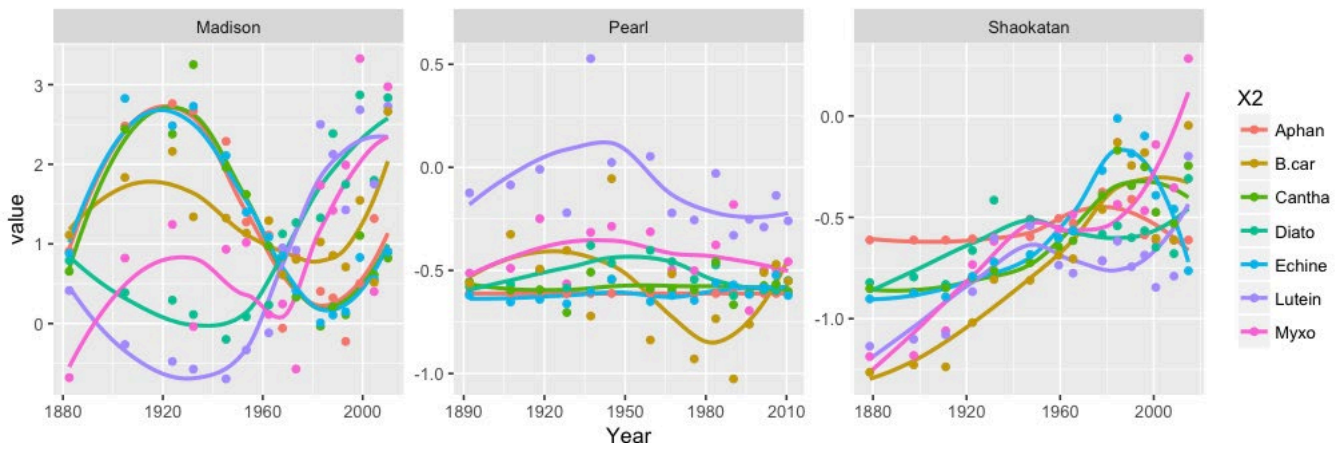 Madison
Pearl
Shaokatan
value
3
2
1
0
0.5
0.0
-0.5
-1.0
0.0
-0.5
-1.0
1880 1920 1960 2000
1890 1920 1950 1980 2010
1880 1920 1960 2000
Year
X2
Aphan
B.car
Cantha
Diato
Echine
Lutein
Myxo